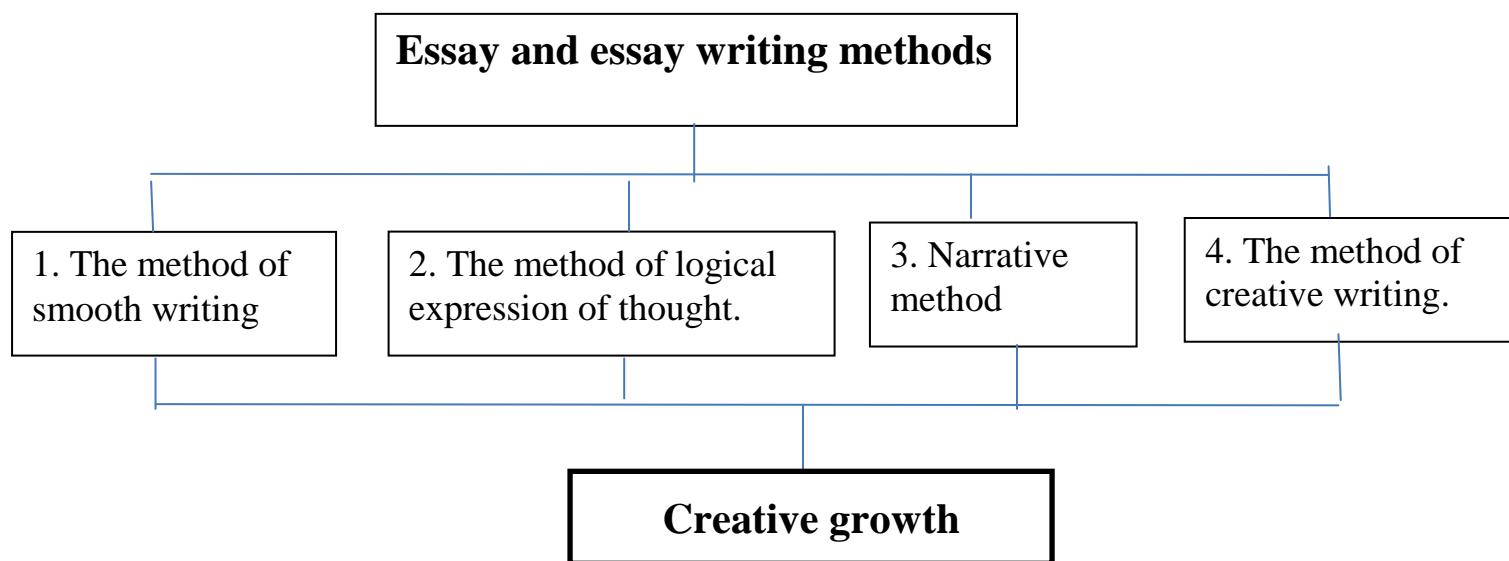 Essay and essay writing methods
1. The method of
smooth writing
2. The method of logical
expression of thought.
3. Narrative
method
4. The method of
creative writing.
Creative growth